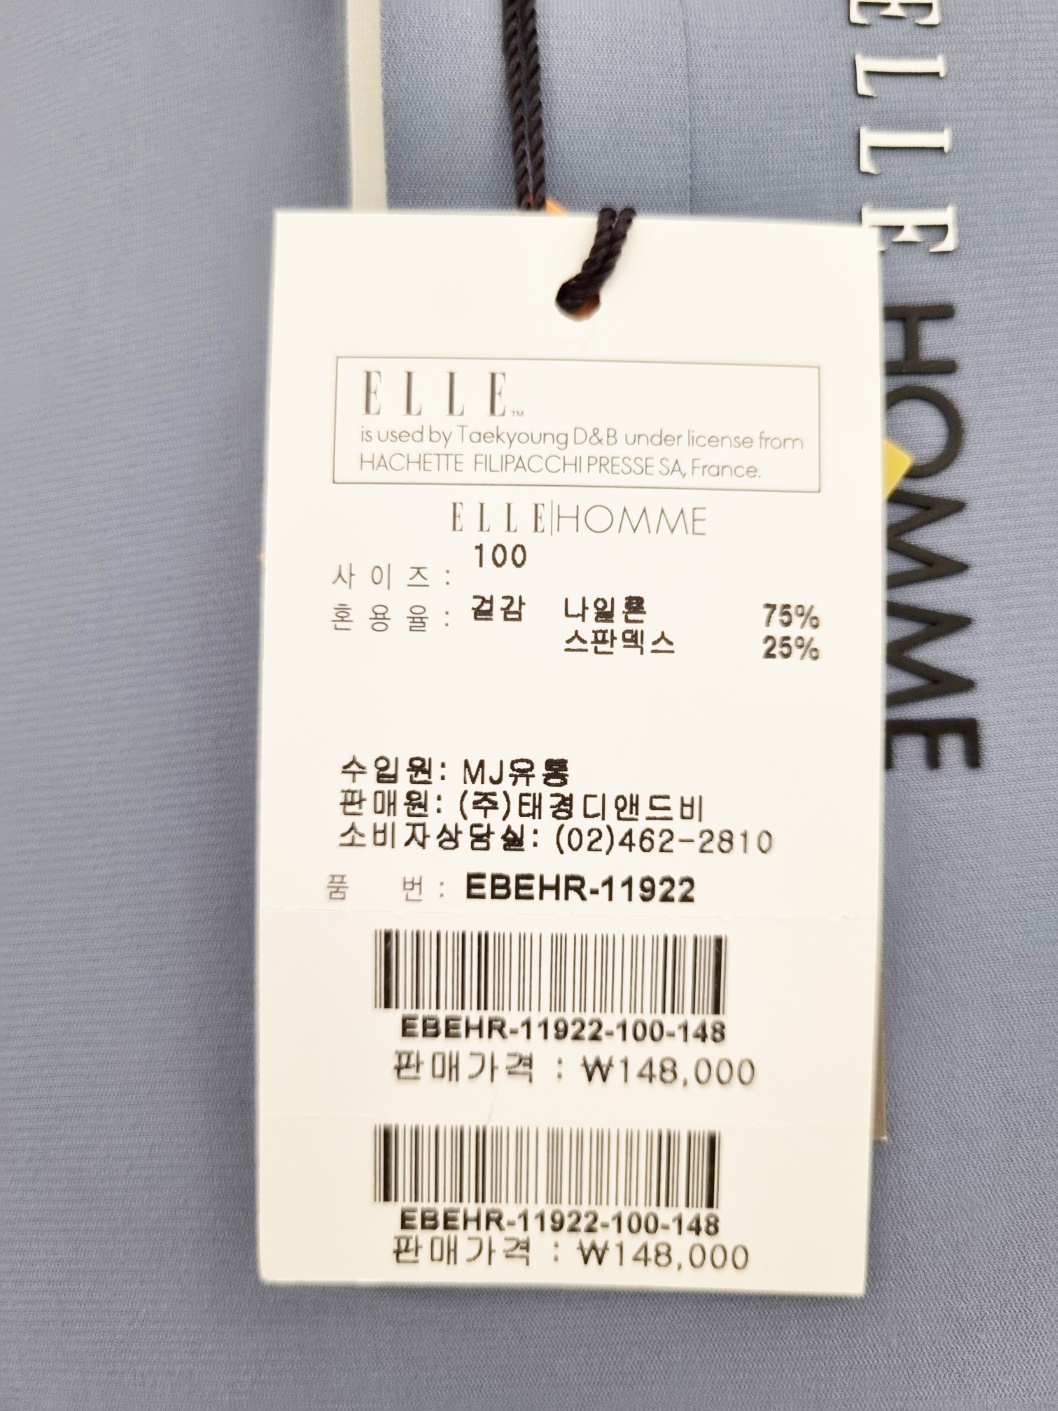 ELLE HOMME
ELLE™
is used by Taekyoung D&B under license from
HACHETTE FILIPACCHI PRESSE SA, France.
ELLE|HOMME
사 이 즈 : 100
혼 용 율 : 겉감 나일론 75%
스판덱스 25%
수입원: MJ유통
판매원: (주)태경디앤드비
소비자상담실: (02)462-2810
품 번 : EBEHR-11922
EBEHR-11922-100-148
판매가격 : ₩148,000
EBEHR-11922-100-148
판매가격 : ₩148,000